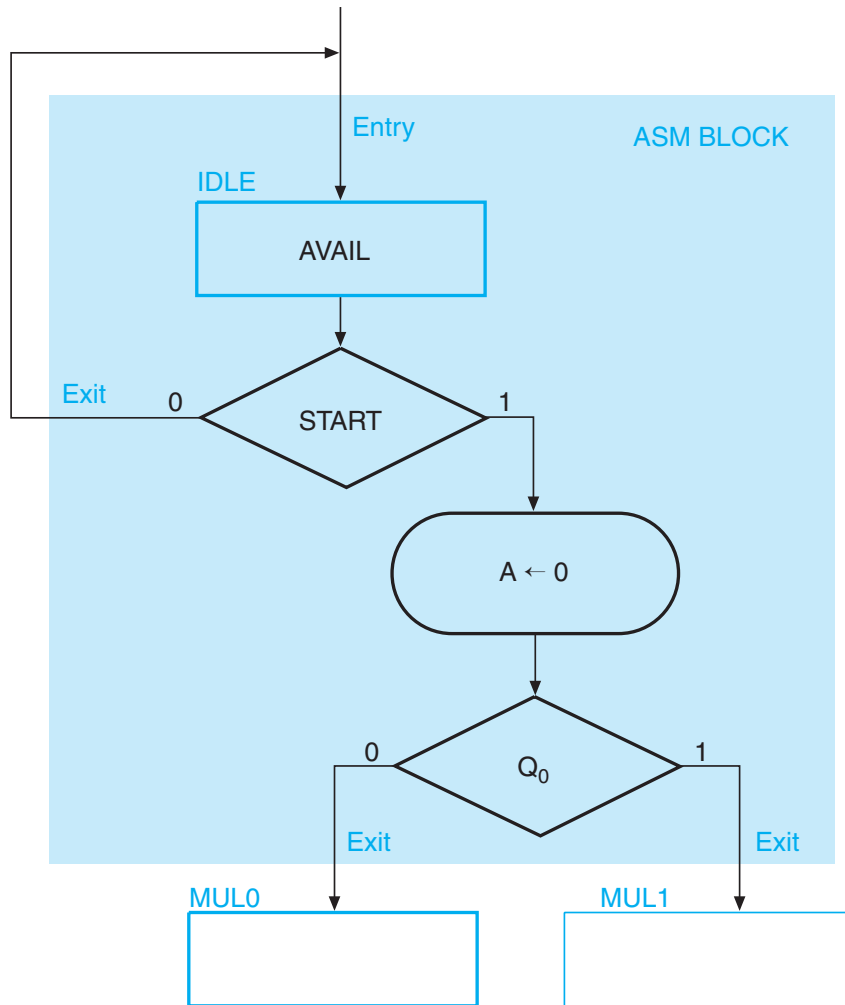 Entry
ASM BLOCK
IDLE
AVAIL
Exit
0
START
1
A ← 0
0
Q₀
1
Exit
Exit
MUL0
MUL1